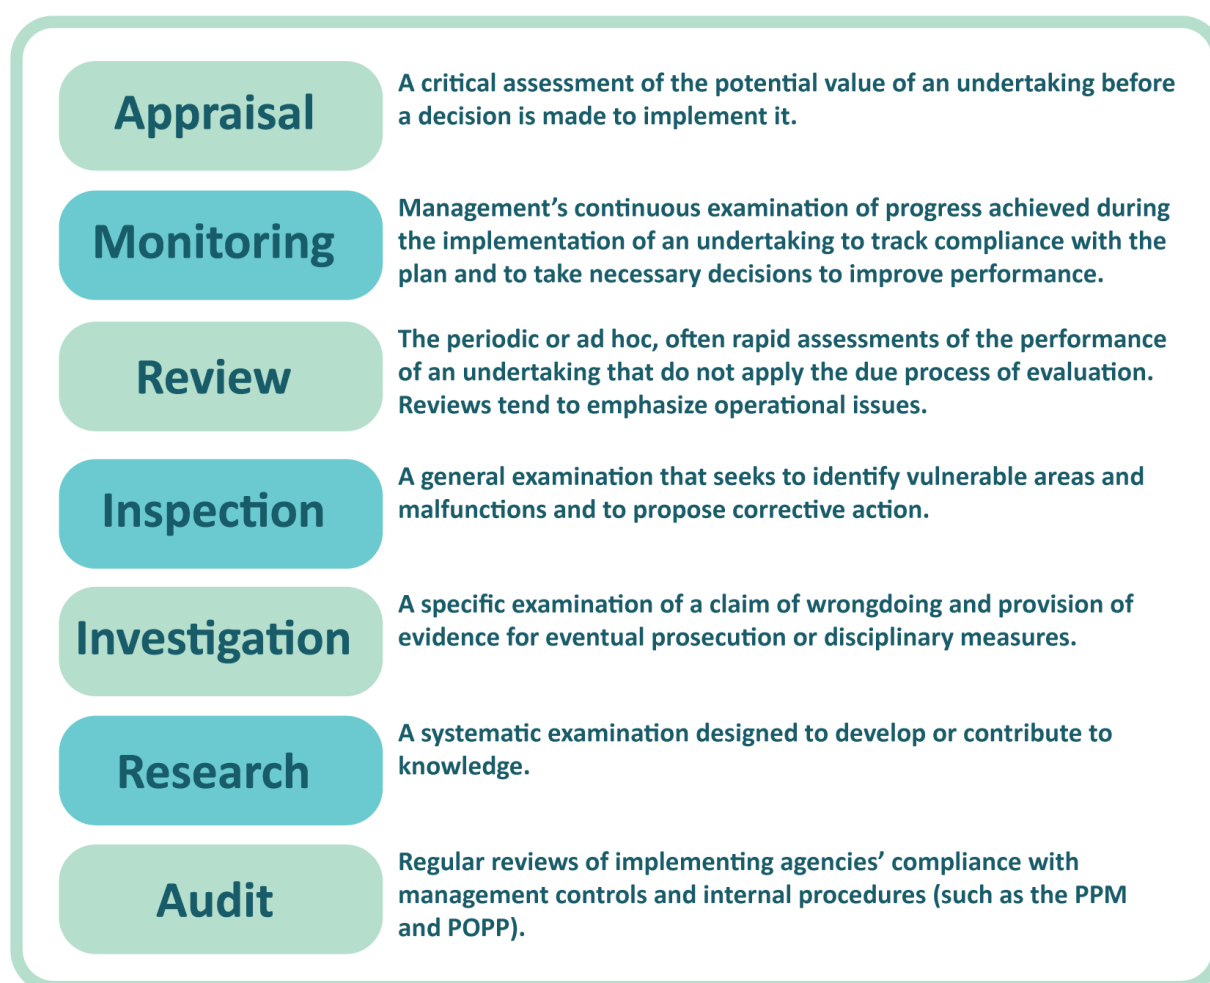 Appraisal
A critical assessment of the potential value of an undertaking before
a decision is made to implement it.
Monitoring
Management’s continuous examination of progress achieved during
the implementation of an undertaking to track compliance with the
plan and to take necessary decisions to improve performance.
Review
The periodic or ad hoc, often rapid assessments of the performance
of an undertaking that do not apply the due process of evaluation.
Reviews tend to emphasize operational issues.
Inspection
A general examination that seeks to identify vulnerable areas and
malfunctions and to propose corrective action.
Investigation
A specific examination of a claim of wrongdoing and provision of
evidence for eventual prosecution or disciplinary measures.
Research
A systematic examination designed to develop or contribute to
knowledge.
Audit
Regular reviews of implementing agencies’ compliance with
management controls and internal procedures (such as the PPM
and POPP).